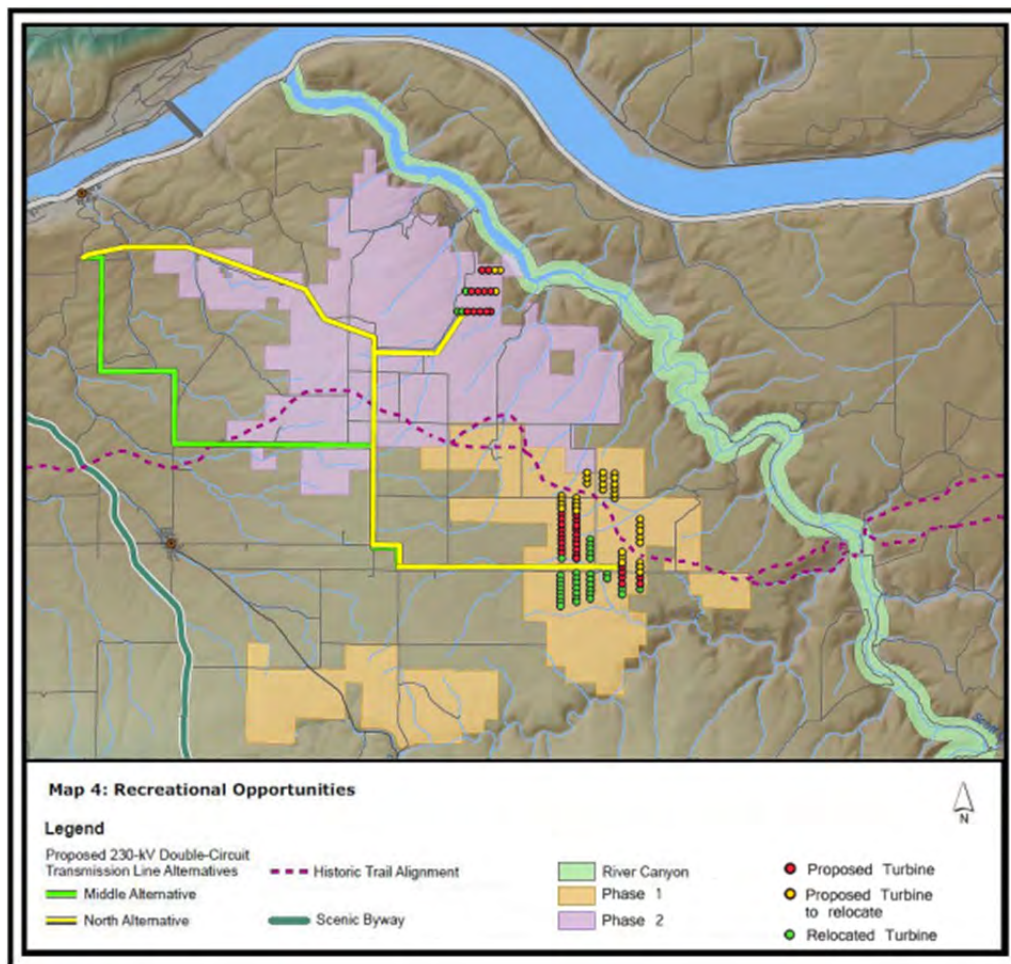 Map 4: Recreational Opportunities
N
Legend
Proposed 230-kV Double-Circuit
Transmission Line Alternatives
Middle Alternative
North Alternative
Historic Trail Alignment
Scenic Byway
River Canyon
Phase 1
Phase 2
Proposed Turbine
Proposed Turbine
to relocate
Relocated Turbine